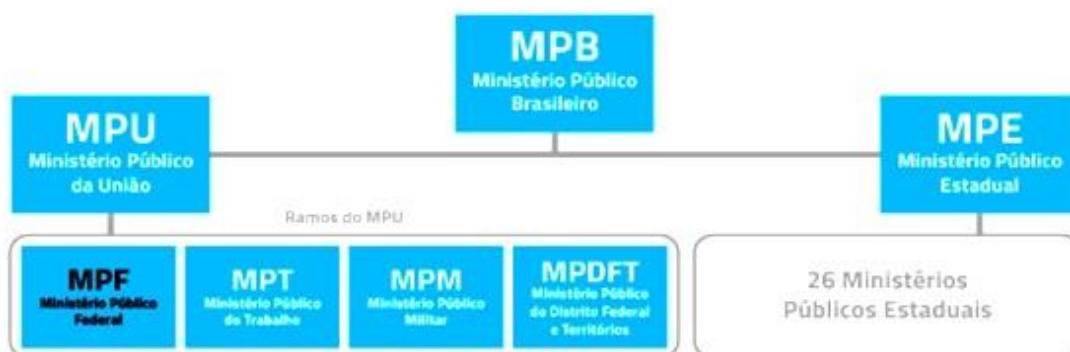 MPB
Ministério Público
Brasileiro
MPU
Ministério Público
da União
MPE
Ministério Público
Estadual
Ramos do MPU
MPF
Ministério Público
Federal
MPT
Ministério Público
do Trabalho
MPM
Ministério Público
Militar
MPDFT
Ministério Público
do Distrito Federal
e Territórios
26 Ministérios
Públicos Estaduais